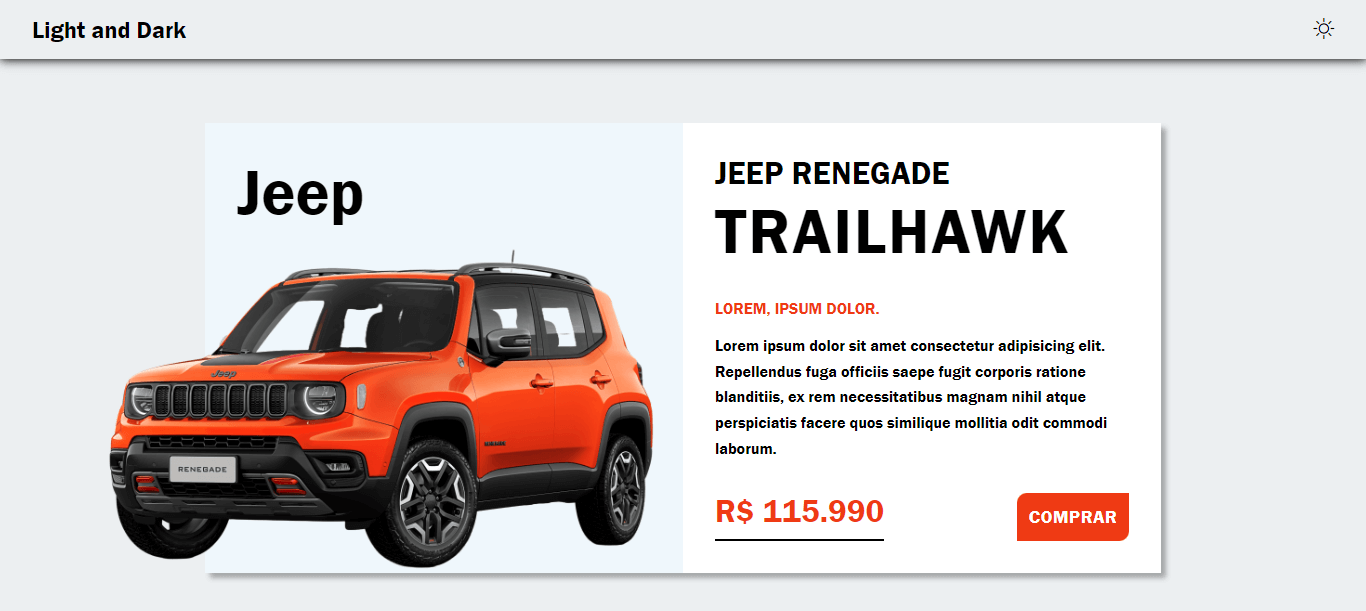 Light and Dark
Jeep
JEEP RENEGADE
TRAILHAWK
LOREM, IPSUM DOLOR.
Lorem ipsum dolor sit amet consectetur adipisicing elit.
Repellendus fuga officiis saepe fugit corporis ratione
blanditiis, ex rem necessitatibus magnam nihil atque
perspiciatis facere quos similique mollitia odit commodi
laborum.
R$ 115.990
COMPRAR
Jeep
RENEGADE